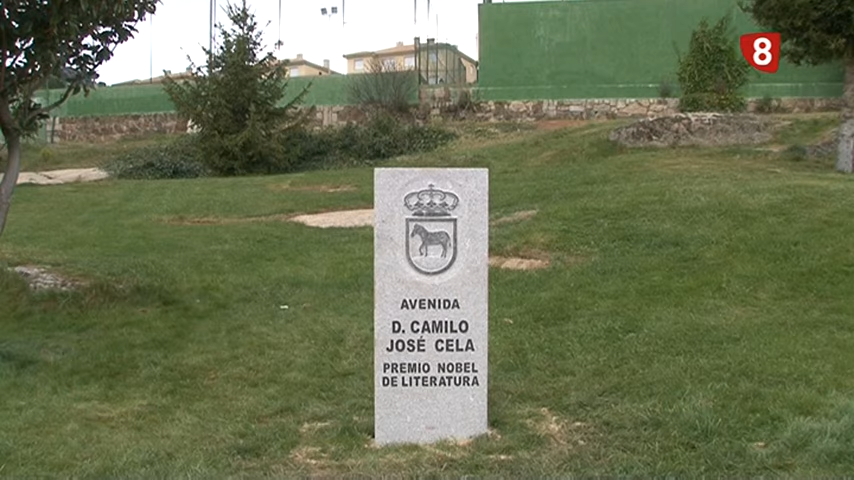 8
AVENIDA
D. CAMILO
JOSÉ CELA
PREMIO NOBEL
DE LITERATURA